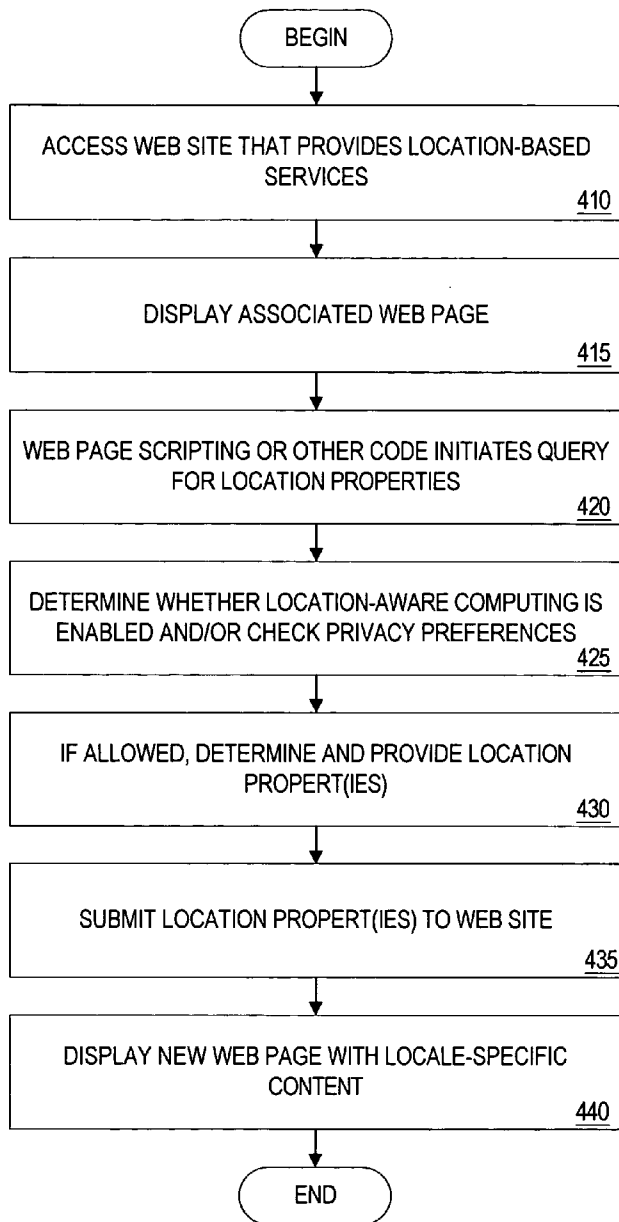 BEGIN
ACCESS WEB SITE THAT PROVIDES LOCATION-BASED
SERVICES
410
DISPLAY ASSOCIATED WEB PAGE
415
WEB PAGE SCRIPTING OR OTHER CODE INITIATES QUERY
FOR LOCATION PROPERTIES
420
DETERMINE WHETHER LOCATION-AWARE COMPUTING IS
ENABLED AND/OR CHECK PRIVACY PREFERENCES
425
IF ALLOWED, DETERMINE AND PROVIDE LOCATION
PROPERT(IES)
430
SUBMIT LOCATION PROPERT(IES) TO WEB SITE
435
DISPLAY NEW WEB PAGE WITH LOCALE-SPECIFIC
CONTENT
440
END